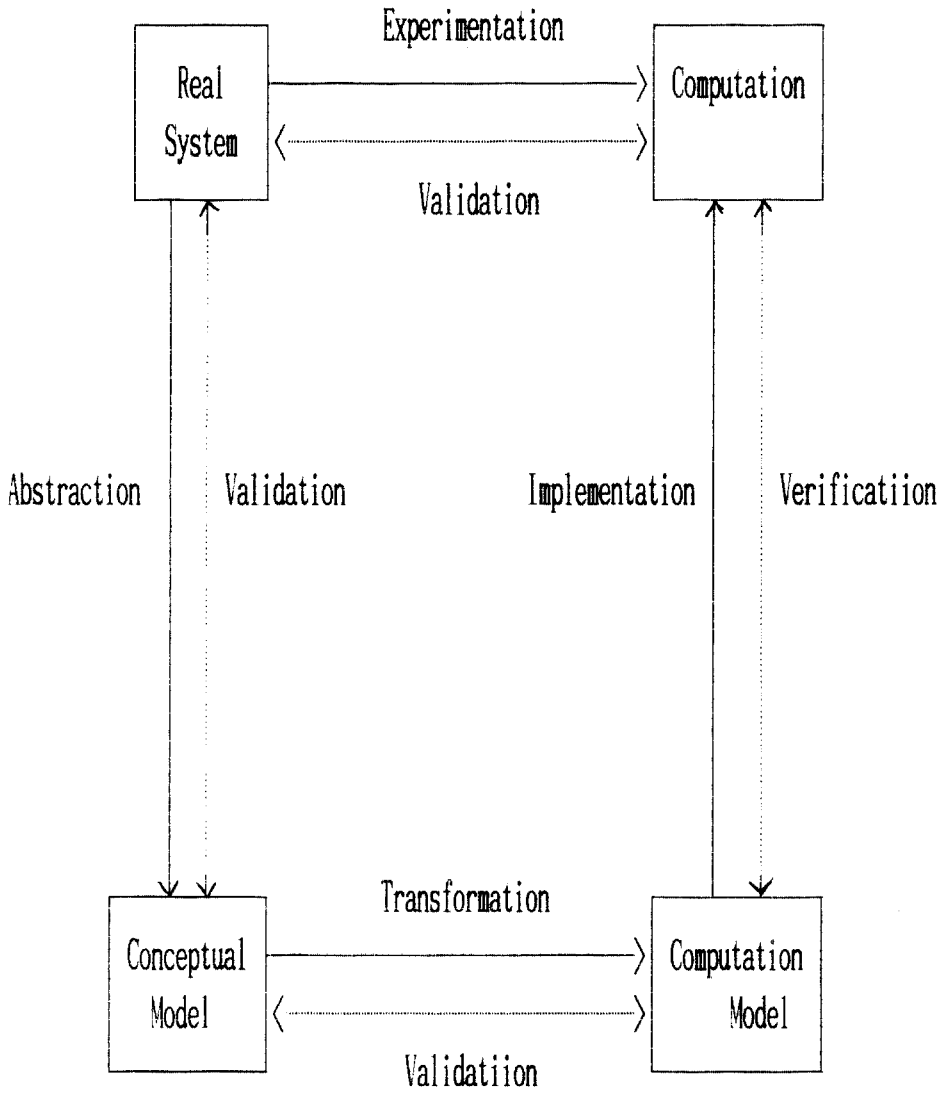 Experimentation
Real
System
Computation
Validation
Abstraction
Validation
Implementation
Verificatiion
Transformation
Conceptual
Model
Computation
Model
Validatiion